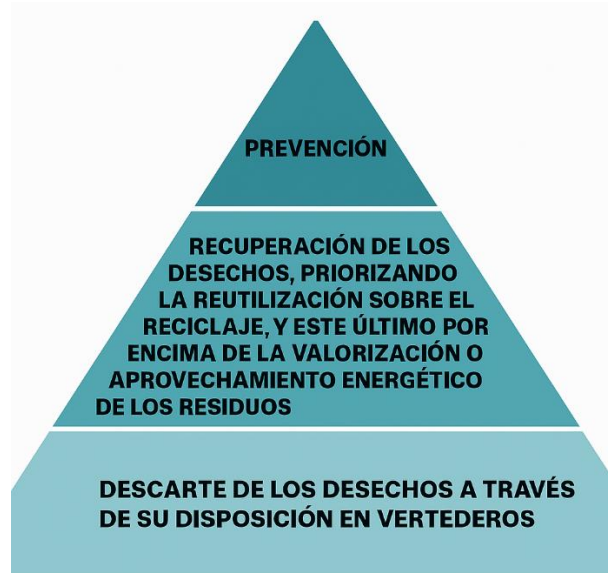 PREVENCIÓN
RECUPERACIÓN DE LOS
DESECHOS, PRIORIZANDO
LA REUTILIZACIÓN SOBRE EL
RECICLAJE, Y ESTE ÚLTIMO POR
ENCIMA DE LA VALORIZACIÓN O
APROVECHAMIENTO ENERGÉTICO
DE LOS RESIDUOS
DESCARTE DE LOS DESECHOS A TRAVÉS
DE SU DISPOSICIÓN EN VERTEDEROS